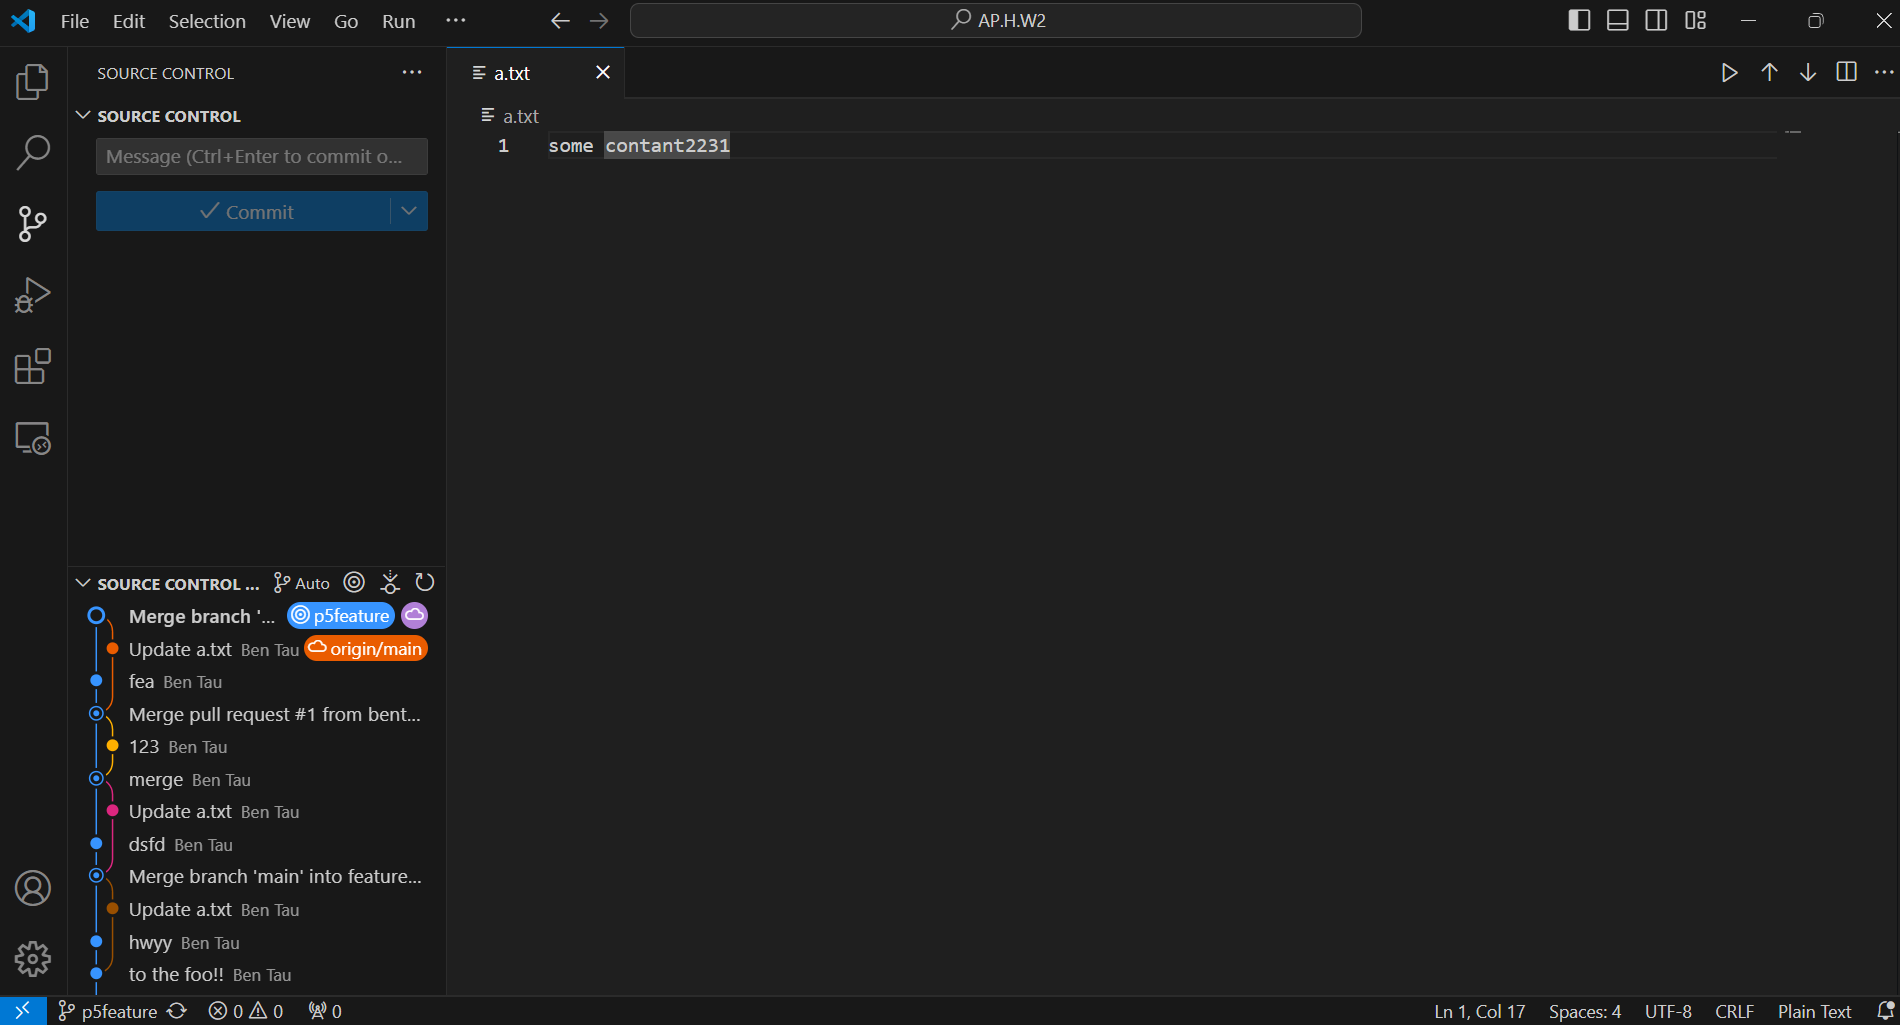 File Edit Selection View Go Run ···
AP.H.W2
SOURCE CONTROL ···
SOURCE CONTROL
Message (Ctrl+Enter to commit o...
Commit
a.txt
a.txt
1 some contant2231
SOURCE CONTROL ... Auto
Merge branch '... p5feature
Update a.txt Ben Tau origin/main
fea Ben Tau
Merge pull request #1 from bent...
123 Ben Tau
merge Ben Tau
Update a.txt Ben Tau
dsfd Ben Tau
Merge branch 'main' into feature...
Update a.txt Ben Tau
hwyy Ben Tau
to the foo!! Ben Tau
p5feature 0 0 0 Ln 1, Col 17 Spaces: 4 UTF-8 CRLF Plain Text